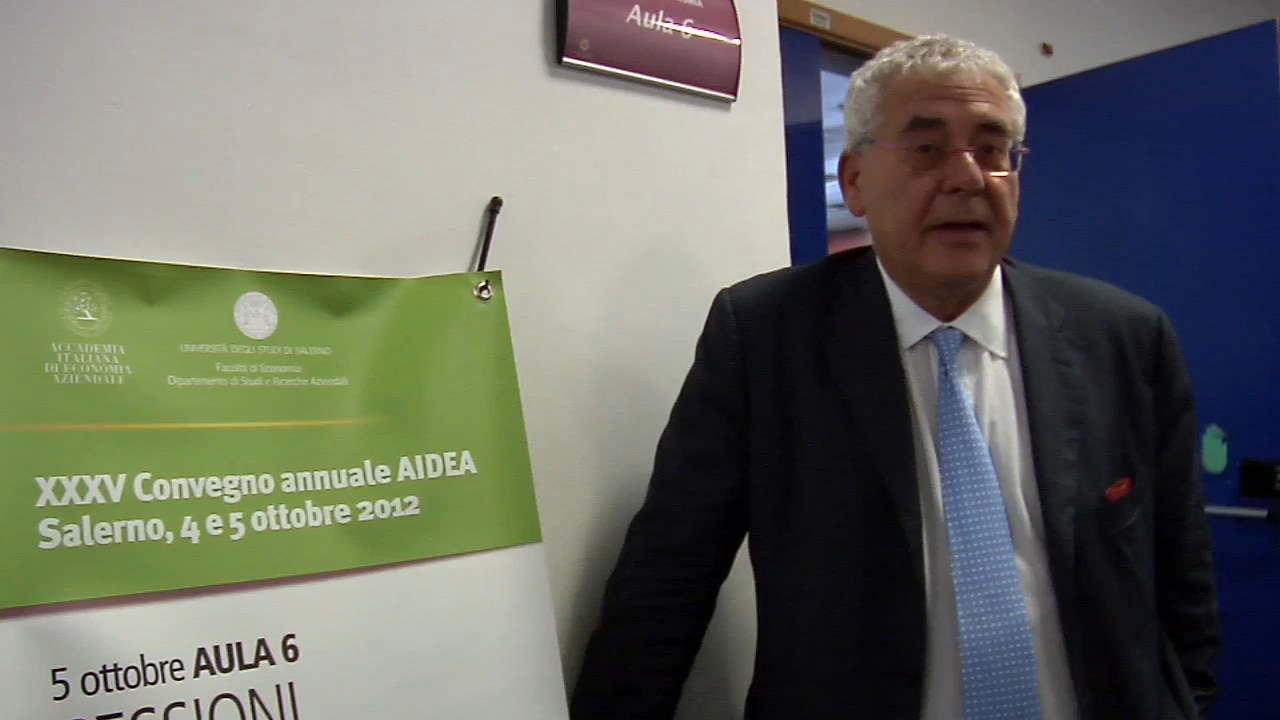 Aula 6
ACCADEMIA
ITALIANA
DI ECONOMIA
AZIENDALE
UNIVERSITÀ DEGLI STUDI DI SALERNO
Facoltà di Economia
Dipartimento di Studi e Ricerche Aziendali
XXXV Convegno annuale AIDEA
Salerno, 4 e 5 ottobre 2012
5 ottobre AULA 6
SESSIONI